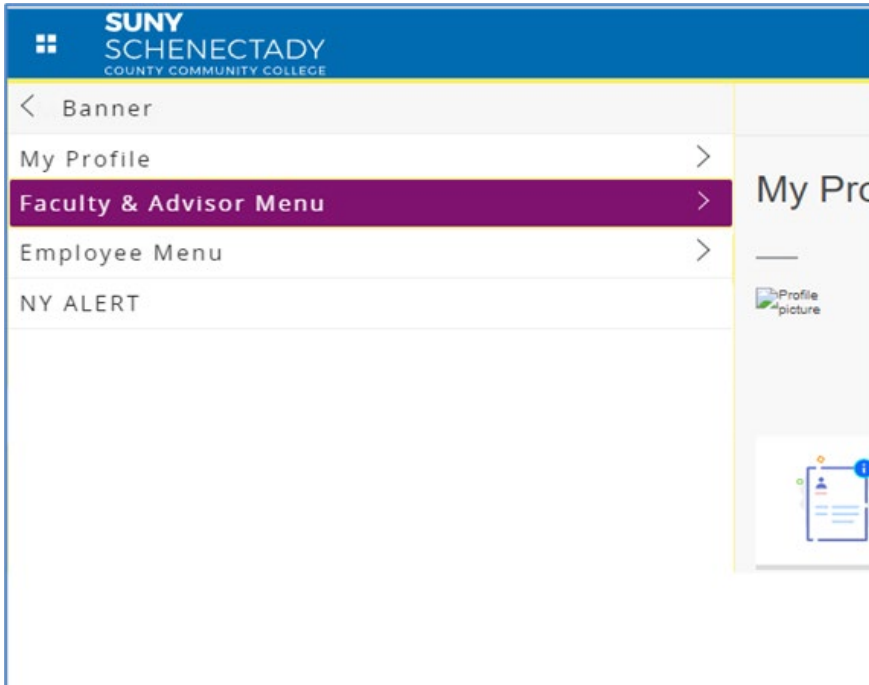 SUNY
SCHENECTADY
COUNTY COMMUNITY COLLEGE
Banner
My Profile
Faculty & Advisor Menu
Employee Menu
NY ALERT
My Pro
Profile
picture